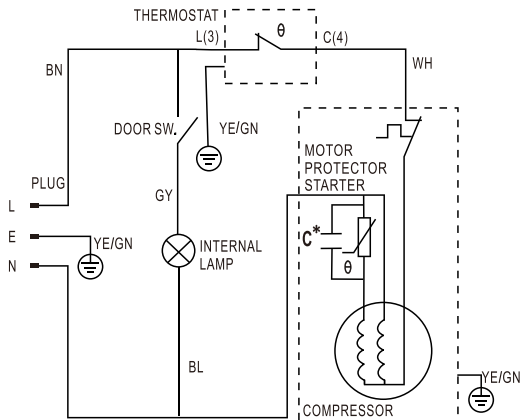 THERMOSTAT
θ
L(3)
C(4)
BN
WH
DOOR SW.
YE/GN
MOTOR
PROTECTOR
STARTER
PLUG
GY
L
C*
E
YE/GN
INTERNAL
LAMP
N
θ
BL
YE/GN
COMPRESSOR